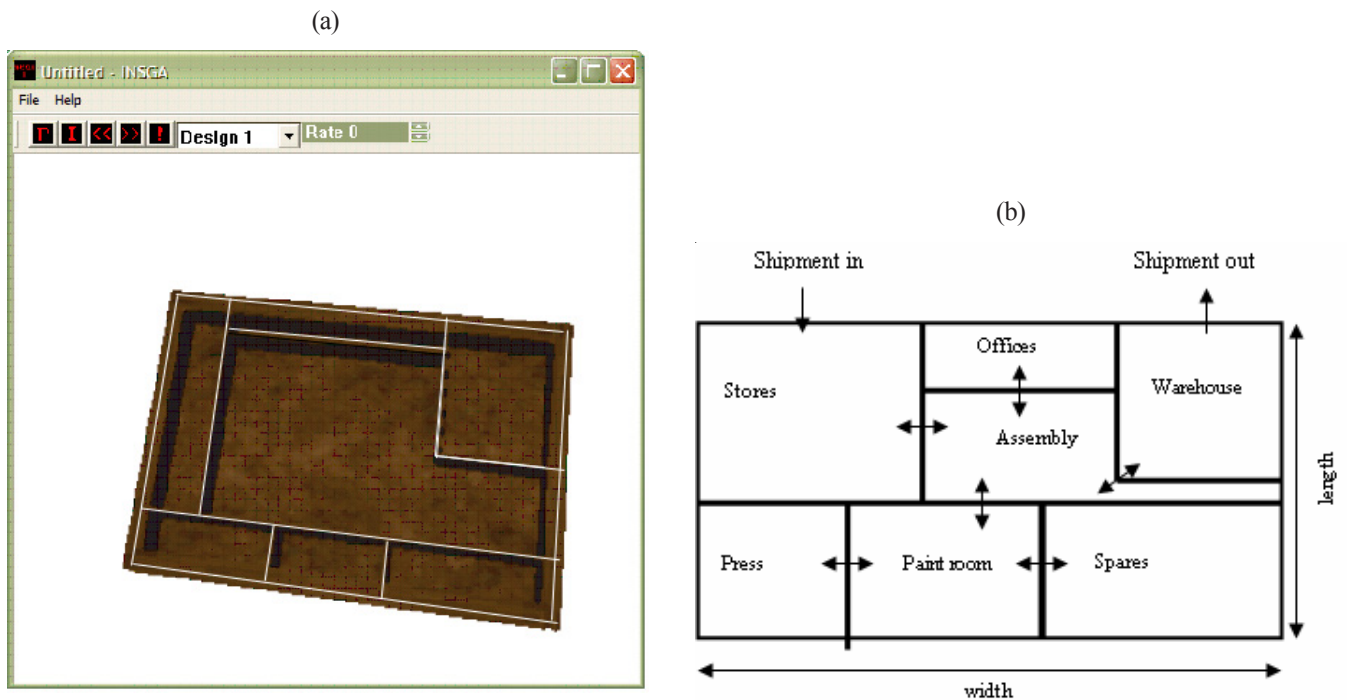 (a)
Untitled - INSGA
File Help
r I << >> ! Design 1 Rate 0
(b)
Shipment in Shipment out
Offices
Stores Warehouse
Assembly
length
Press Paint room Spares
width